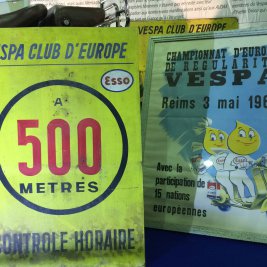 VESPA CLUB D'EUROPE
ESPA CLUB D'EUROPE
Esso
A
500
METRES
CONTROLE HORAIRE
CHAMPIONNAT D'EURO
DE REGULARIT
VESPA
Reims 3 mai 196
Avec la
participation de
15 nations
européennes